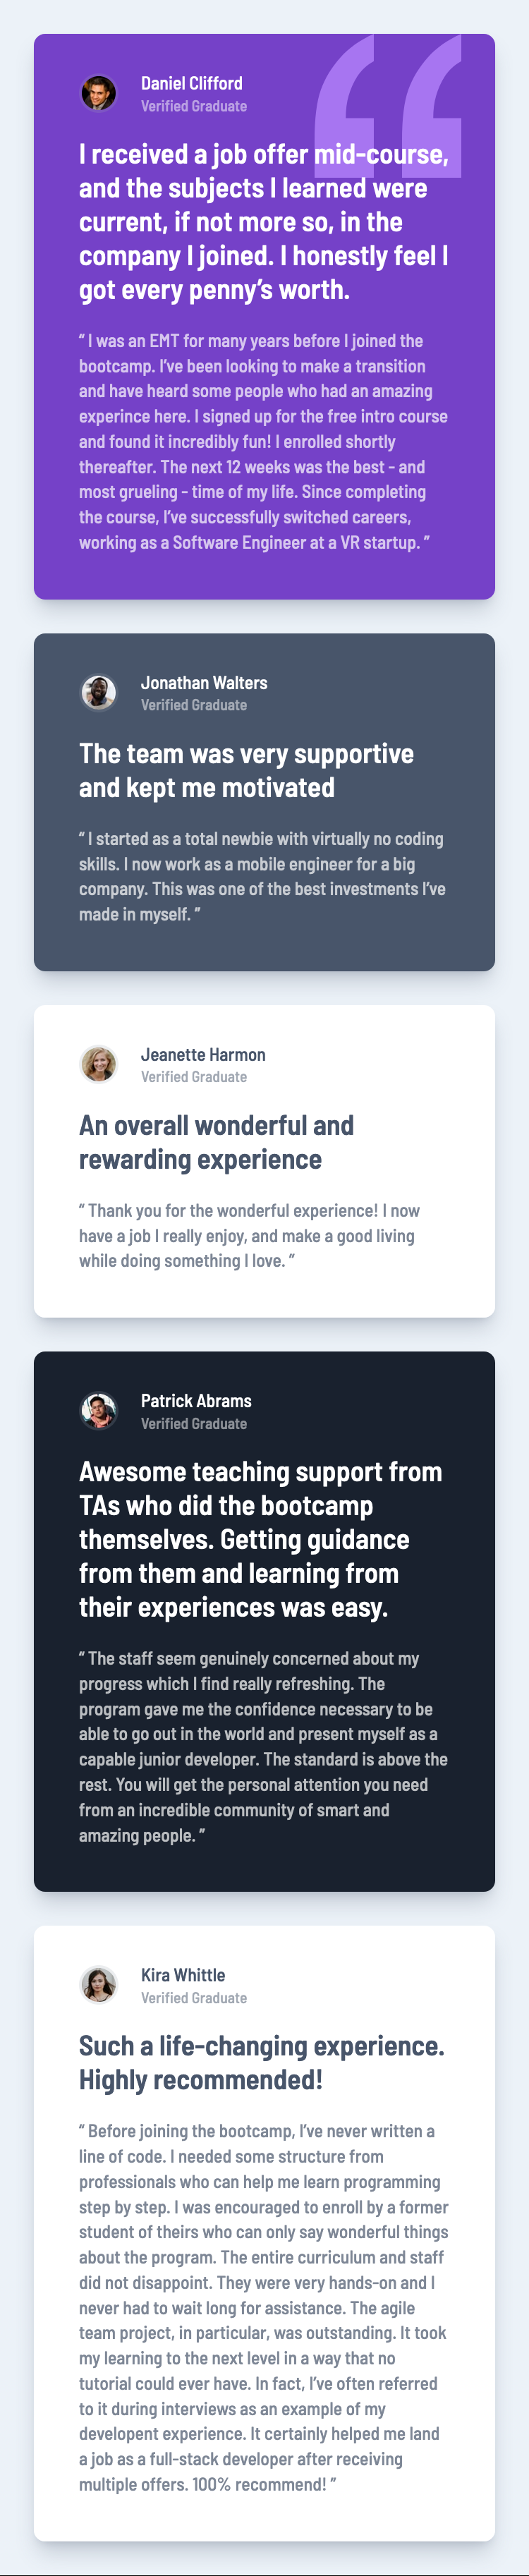 Daniel Clifford
Verified Graduate
I received a job offer mid-course,
and the subjects I learned were
current, if not more so, in the
company I joined. I honestly feel I
got every penny’s worth.
“ I was an EMT for many years before I joined the
bootcamp. I’ve been looking to make a transition
and have heard some people who had an amazing
experince here. I signed up for the free intro course
and found it incredibly fun! I enrolled shortly
thereafter. The next 12 weeks was the best - and
most grueling - time of my life. Since completing
the course, I’ve successfully switched careers,
working as a Software Engineer at a VR startup. ”
Jonathan Walters
Verified Graduate
The team was very supportive
and kept me motivated
“ I started as a total newbie with virtually no coding
skills. I now work as a mobile engineer for a big
company. This was one of the best investments I’ve
made in myself. ”
Jeanette Harmon
Verified Graduate
An overall wonderful and
rewarding experience
“ Thank you for the wonderful experience! I now
have a job I really enjoy, and make a good living
while doing something I love. ”
Patrick Abrams
Verified Graduate
Awesome teaching support from
TAs who did the bootcamp
themselves. Getting guidance
from them and learning from
their experiences was easy.
“ The staff seem genuinely concerned about my
progress which I find really refreshing. The
program gave me the confidence necessary to be
able to go out in the world and present myself as a
capable junior developer. The standard is above the
rest. You will get the personal attention you need
from an incredible community of smart and
amazing people. ”
Kira Whittle
Verified Graduate
Such a life-changing experience.
Highly recommended!
“ Before joining the bootcamp, I’ve never written a
line of code. I needed some structure from
professionals who can help me learn programming
step by step. I was encouraged to enroll by a former
student of theirs who can only say wonderful things
about the program. The entire curriculum and staff
did not disappoint. They were very hands-on and I
never had to wait long for assistance. The agile
team project, in particular, was outstanding. It took
my learning to the next level in a way that no
tutorial could ever have. In fact, I’ve often referred
to it during interviews as an example of my
developent experience. It certainly helped me land
a job as a full-stack developer after receiving
multiple offers. 100% recommend! ”